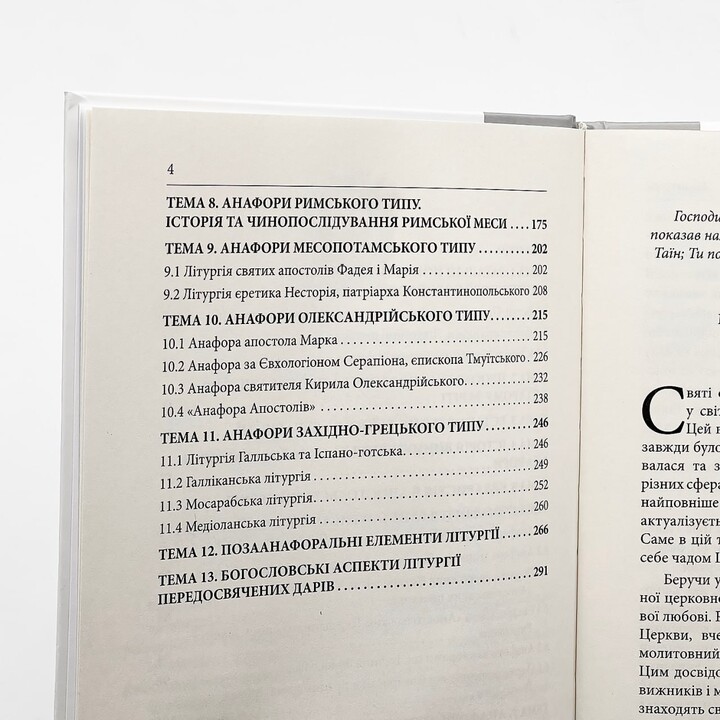 4
ТЕМА 8. АНАФОРИ РИМСЬКОГО ТИПУ.
ІСТОРІЯ ТА ЧИНОПОСЛІДУВАННЯ РИМСЬКОЇ МЕСИ .... 175
ТЕМА 9. АНАФОРИ МЕСОПОТАМСЬКОГО ТИПУ .......... 202
9.1 Літургія святих апостолів Фадея і Марія .................. 202
9.2 Літургія єретика Несторія, патріарха Константинопольського 208
ТЕМА 10. АНАФОРИ ОЛЕКСАНДРІЙСЬКОГО ТИПУ........ 215
10.1 Анафора апостола Марка ............................ 215
10.2 Анафора за Євхологіоном Серапіона, єпископа Тмуїтського . 226
10.3 Анафора святителя Кирила Олександрійського........... 232
10.4 «Анафора Апостолів» ................................ 238
ТЕМА 11. АНАФОРИ ЗАХІДНО-ГРЕЦЬКОГО ТИПУ ......... 246
11.1 Літургія Галльська та Іспано-готська.................... 246
11.2 Галліканська літургія ................................ 249
11.3 Мосарабська літургія................................ 252
11.4 Медіоланська літургія ............................... 260
ТЕМА 12. ПОЗААНАФОРАЛЬНІ ЕЛЕМЕНТИ ЛІТУРГІЇ ...... 266
ТЕМА 13. БОГОСЛОВСЬКІ АСПЕКТИ ЛІТУРГІЇ
ПЕРЕДОСВЯЧЕНИХ ДАРІВ ............................. 291
Господи
показав на
Таїн; Ти по
Святі
у сві
Цей
завжди було
валася та з
різних сфера
найповніше
актуалізуєть
Саме в цій т
себе чадом
Беручи у
ної церковно
вої любові.
Церкви, вче
молитовний
Цим досвідо
вижників і м
знаходять св